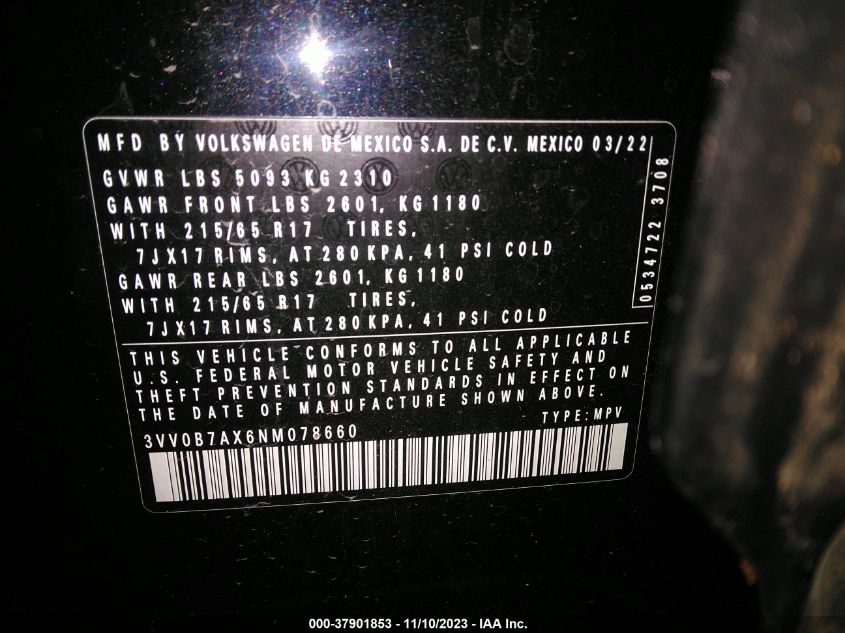 MFD BY VOLKSWAGEN DE MEXICO S.A. DE C.V. MEXICO 03/22
GVWR LBS 5093 KG 2310
GAWR FRONT LBS 2601, KG 1180
WITH 215/65 R17 TIRES,
7JX17 RIMS, AT 280 KPA, 41 PSI COLD
GAWR REAR LBS 2601, KG 1180
WITH 215/65 R17 TIRES,
7JX17 RIMS, AT 280 KPA, 41 PSI COLD
0534722 3708
THIS VEHICLE CONFORMS TO ALL APPLICABLE
U.S. FEDERAL MOTOR VEHICLE SAFETY AND
THEFT PREVENTION STANDARDS IN EFFECT ON
THE DATE OF MANUFACTURE SHOWN ABOVE.
TYPE: MPV
3VV0B7AX6NM078660
000-37901853 - 11/10/2023 - IAA Inc.